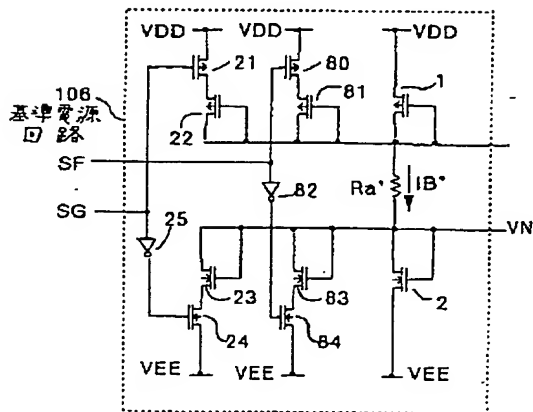 VDD VDD VDD
21 80 1
106
基準電源
回路
22 81
SF
82
Ra' IB'
SG
25
VN
23 83 2
24 84
VEE VEE VEE